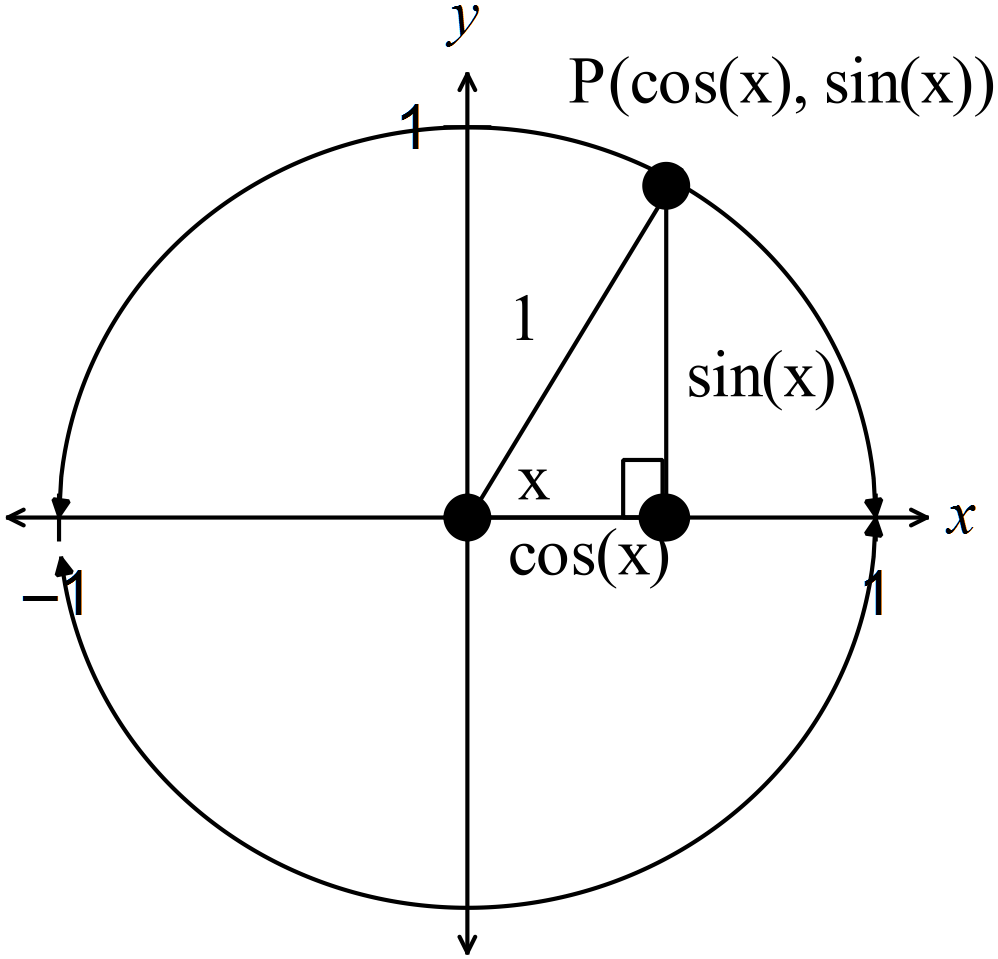 y
P(cos(x), sin(x))
1
1
sin(x)
x
x
cos(x)
−1
1